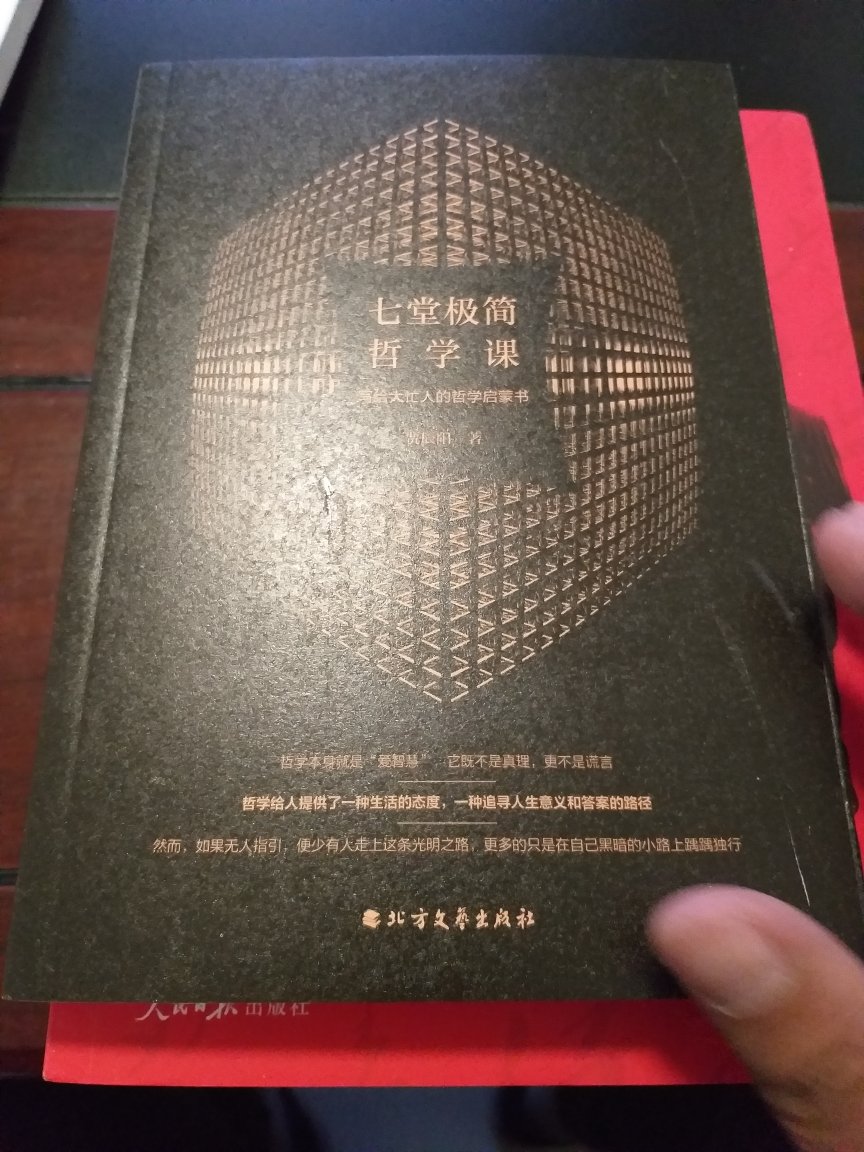 七堂极简
哲学课
写给大忙人的哲学启蒙书
著
哲学本身就是“爱智慧” 它既不是真理，更不是谎言
哲学给人提供了一种生活的态度，一种追寻人生意义和答案的路径
然而，如果无人指引，便少有人走上这条光明之路，更多的只是在自己黑暗的小路上踽踽独行
北方文艺出版社
人民日报出版社